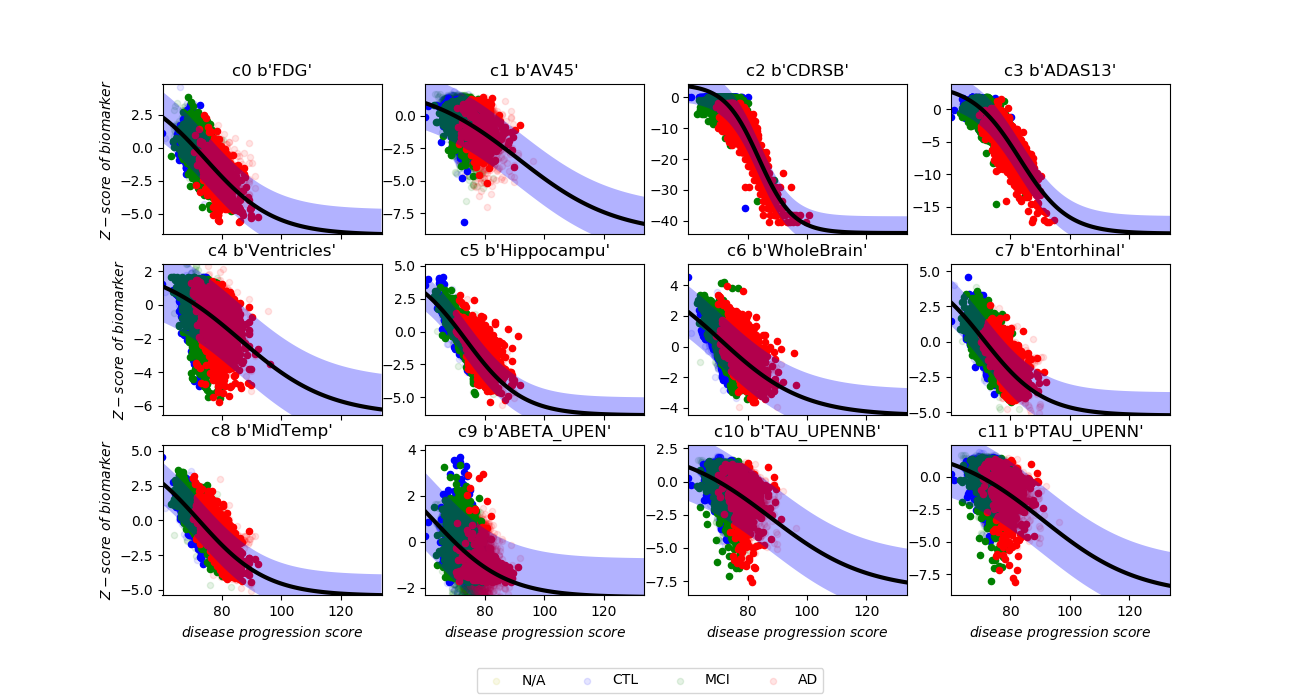 c0 b'FDG'
c1 b'AV45'
c2 b'CDRSB'
c3 b'ADAS13'
Z − score of biomarker
2.5
0.0
−2.5
−5.0
0.0
−2.5
−5.0
−7.5
0
−10
−20
−30
−40
0
−5
−10
−15
c4 b'Ventricles'
c5 b'Hippocampu'
c6 b'WholeBrain'
c7 b'Entorhinal'
Z − score of biomarker
2
0
−2
−4
−6
5.0
2.5
0.0
−2.5
−5.0
4
2
0
−2
−4
5.0
2.5
0.0
−2.5
−5.0
c8 b'MidTemp'
c9 b'ABETA_UPEN'
c10 b'TAU_UPENNB'
c11 b'PTAU_UPENN'
Z − score of biomarker
5.0
2.5
0.0
−2.5
−5.0
4
2
0
−2
2.5
0.0
−2.5
−5.0
−7.5
0.0
−2.5
−5.0
−7.5
80 100 120
80 100 120
80 100 120
80 100 120
disease progression score
disease progression score
disease progression score
disease progression score
N/A CTL MCI AD